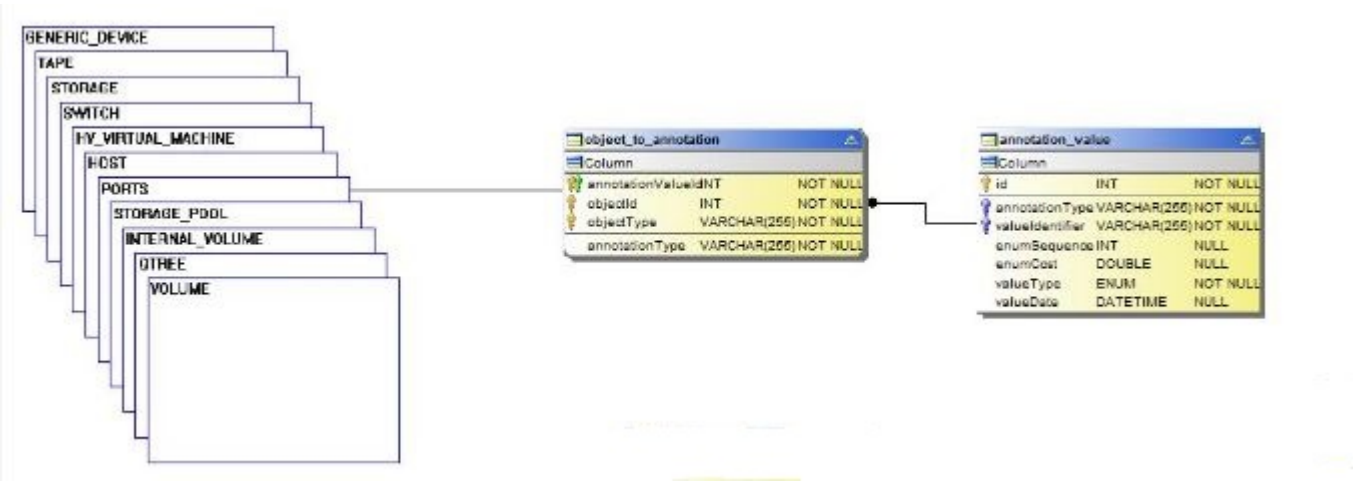 GENERIC_DEVICE
TAPE
STORAGE
SWITCH
HV_VIRTUAL_MACHINE
HOST
PORTS
STORAGE_POOL
INTERNAL_VOLUME
QTREE
VOLUME
object_to_annotation
Column
annotationValueIdNT NOT NULL
objectId INT NOT NULL
objectType VARCHAR(255) NOT NULL
annotationType VARCHAR(255) NOT NULL
annotation_value
Column
id INT NOT NULL
annotationType VARCHAR(255) NOT NULL
valueIdentifier VARCHAR(255) NOT NULL
enumSequence INT NULL
enumCost DOUBLE NULL
valueType ENUM NOT NULL
valueDate DATETIME NULL